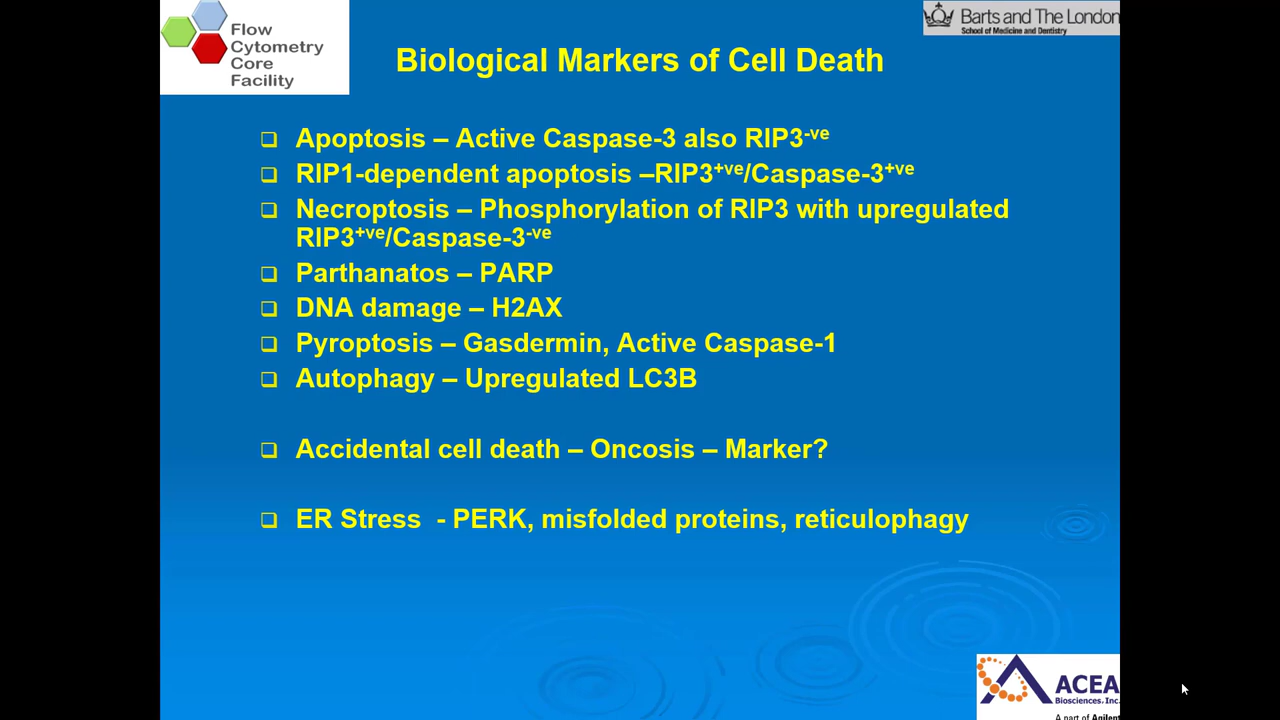 Flow
Cytometry
Core
Facility
Barts and The London
School of Medicine and Dentistry
Biological Markers of Cell Death
❑ Apoptosis – Active Caspase-3 also RIP3-ve
❑ RIP1-dependent apoptosis –RIP3+ve/Caspase-3+ve
❑ Necroptosis – Phosphorylation of RIP3 with upregulated
RIP3+ve/Caspase-3-ve
❑ Parthanatos – PARP
❑ DNA damage – H2AX
❑ Pyroptosis – Gasdermin, Active Caspase-1
❑ Autophagy – Upregulated LC3B
❑ Accidental cell death – Oncosis – Marker?
❑ ER Stress - PERK, misfolded proteins, reticulophagy
ACEA
Biosciences, Inc.
A part of Agilent